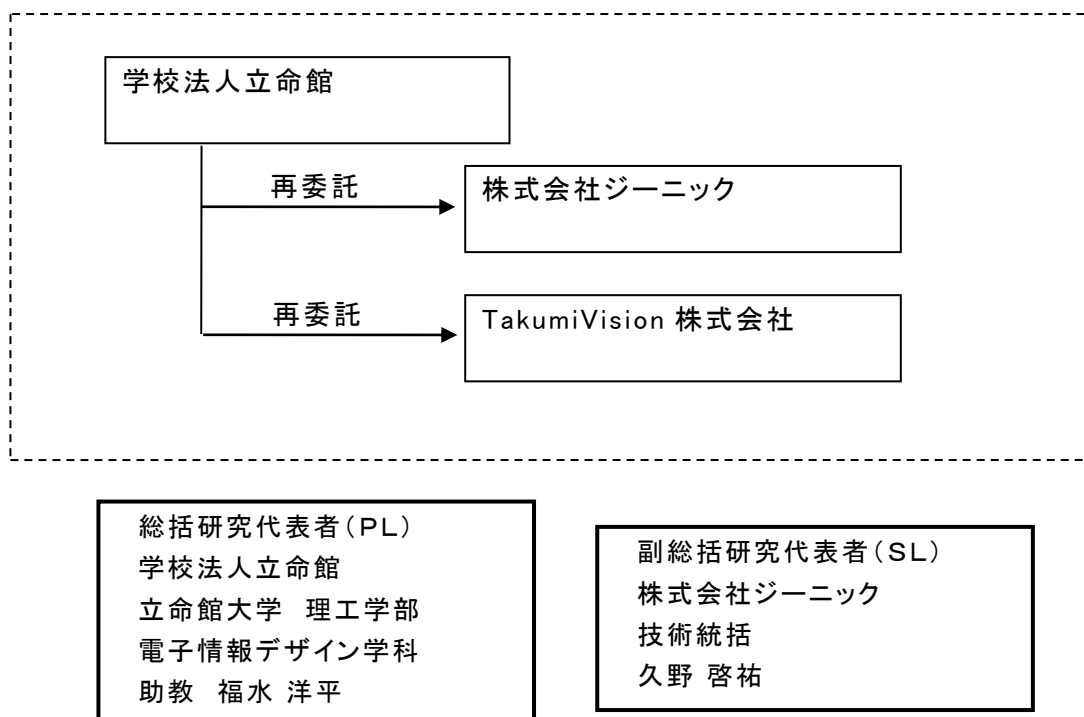 学校法人立命館
再委託
株式会社ジーニック
再委託
TakumiVision 株式会社
総括研究代表者(PL)
学校法人立命館
立命館大学 理工学部
電子情報デザイン学科
助教 福水 洋平
副総括研究代表者(SL)
株式会社ジーニック
技術統括
久野 啓祐